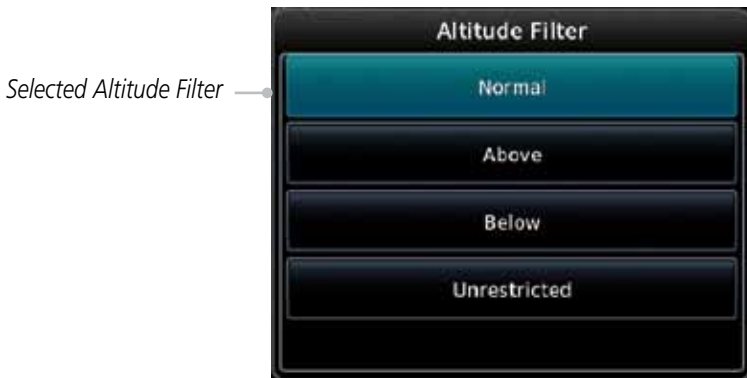 Altitude Filter
Selected Altitude Filter
Normal
Above
Below
Unrestricted